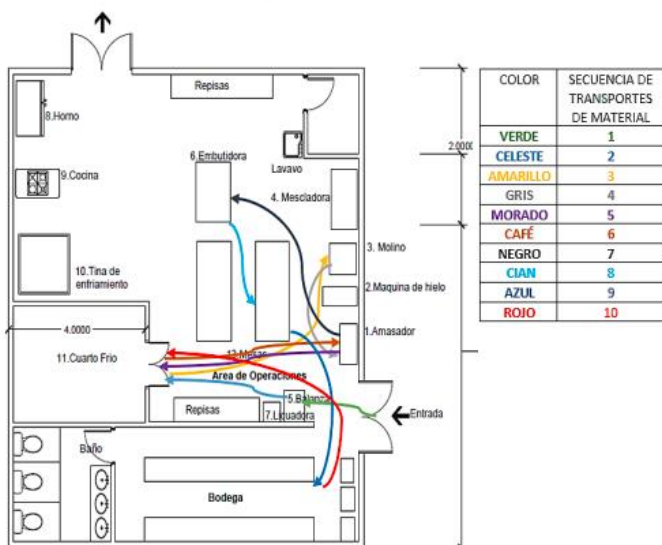 Repisas
8.Horno
6.Embutidora
Lavavo
9.Cocina
4. Mescladora
3. Molino
10.Tina de
enfriamiento
2.Maquina de hielo
4.0000
1.Amasador
11.Cuarto Frio
12.Mesas
Area de Operaciones
5.Balanza
Repisas
7.Licuadora
Entrada
Baño
Bodega
2.0000
COLOR
SECUENCIA DE
TRANSPORTES
DE MATERIAL
VERDE 1
CELESTE 2
AMARILLO 3
GRIS 4
MORADO 5
CAFÉ 6
NEGRO 7
CIAN 8
AZUL 9
ROJO 10